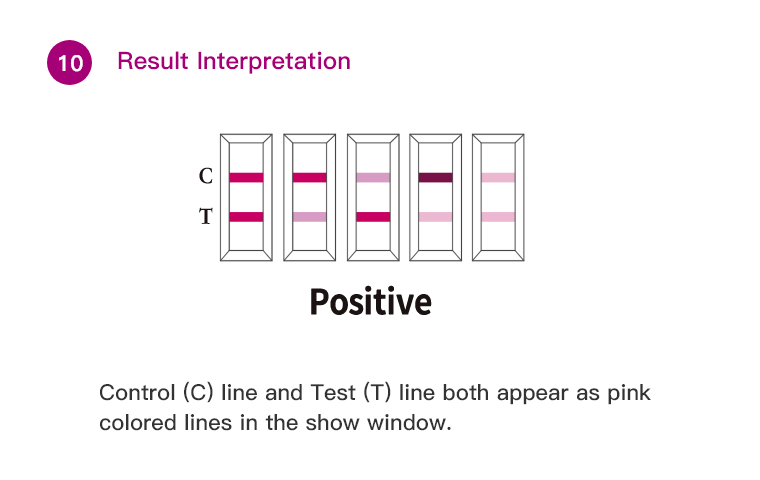 10 Result Interpretation
C
T
Positive
Control (C) line and Test (T) line both appear as pink
colored lines in the show window.